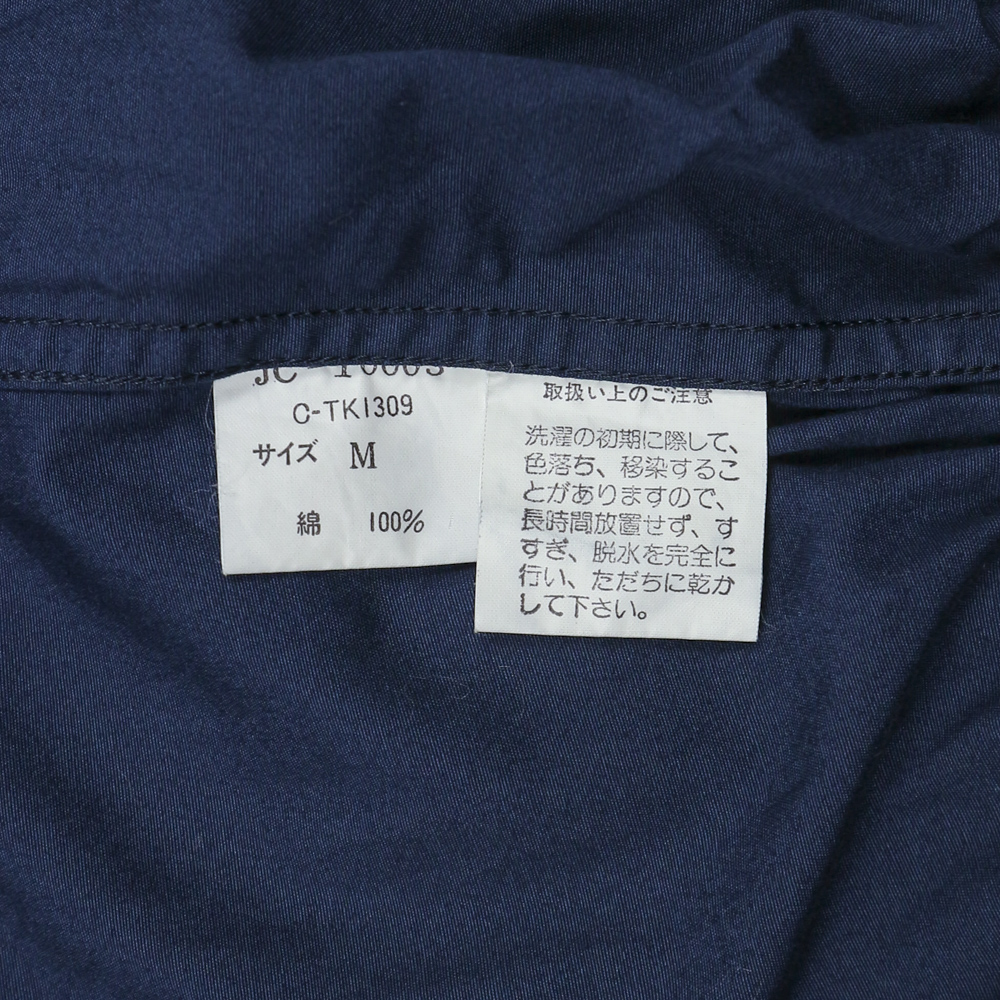 C-TK1309
サイズ M
綿 100%
取扱い上のご注意
洗濯の初期に際して、
色落ち、移染するこ
とがありますので、
長時間放置せず、す
すぎ、脱水を完全に
行い、ただちに乾か
して下さい。